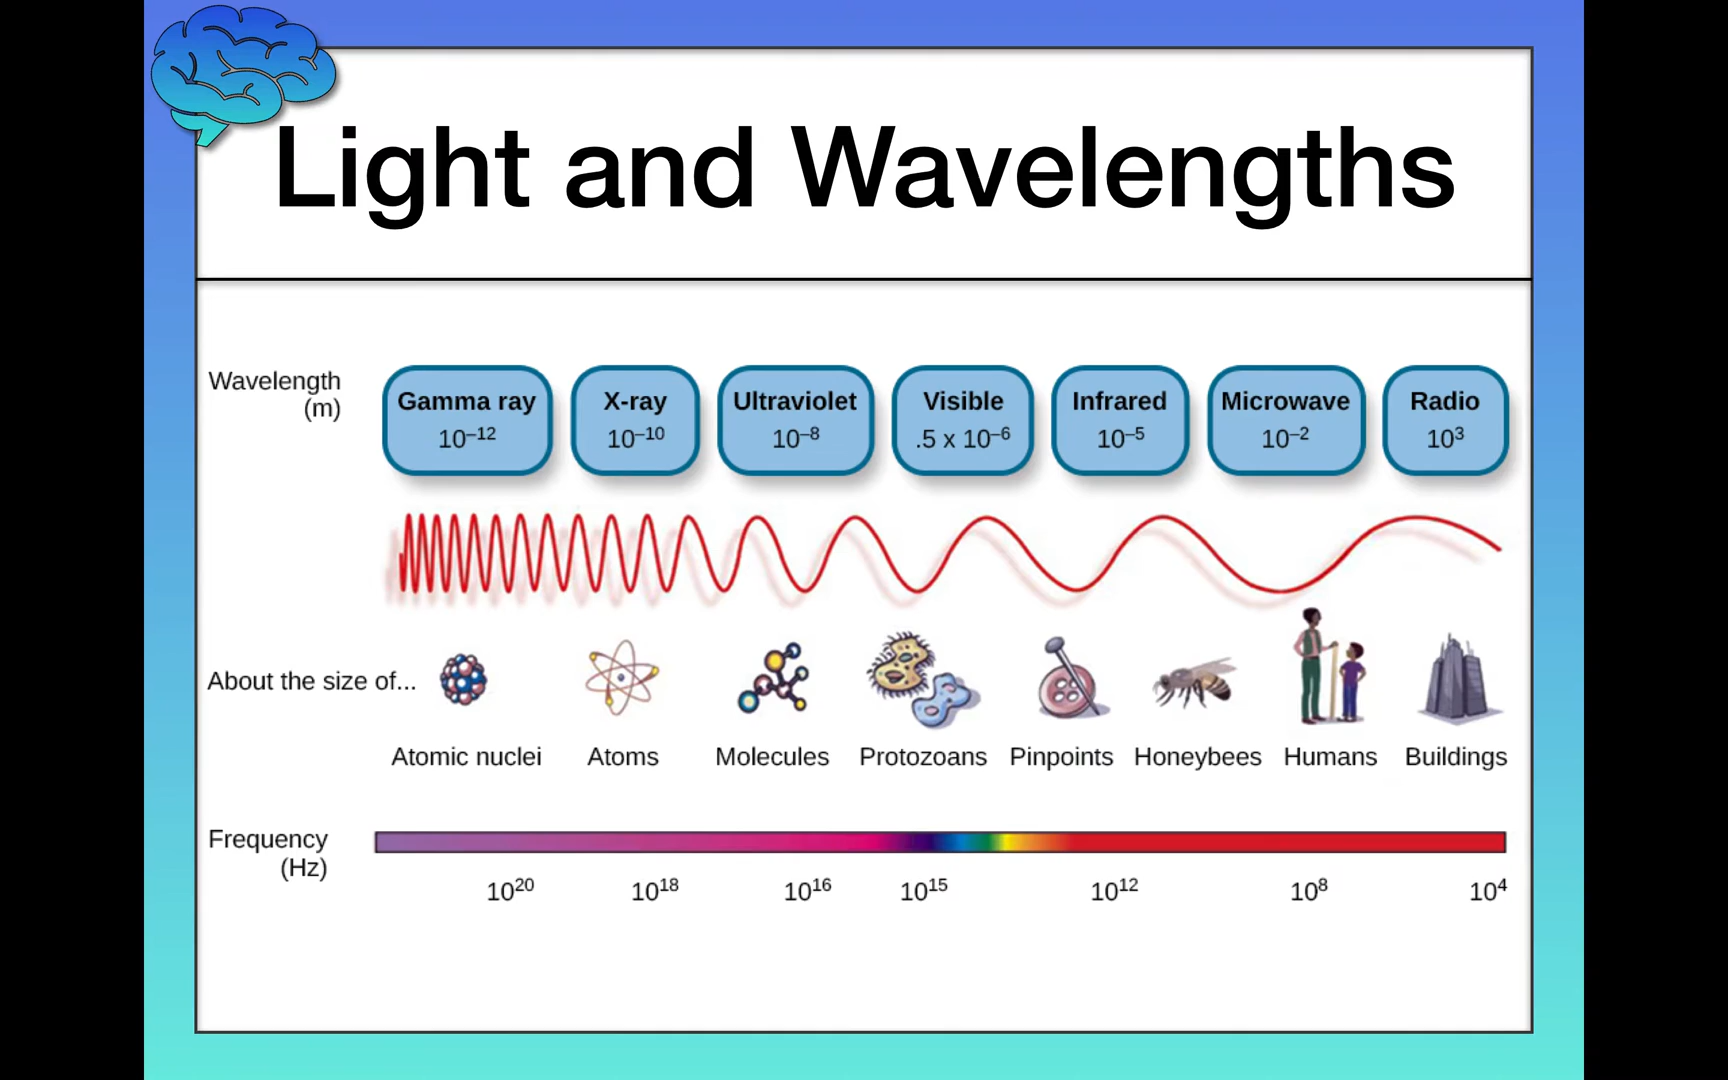 Light and Wavelengths
Wavelength
(m)
Gamma ray
10⁻¹²
X-ray
10⁻¹⁰
Ultraviolet
10⁻⁸
Visible
.5 x 10⁻⁶
Infrared
10⁻⁵
Microwave
10⁻²
Radio
10³
About the size of...
Atomic nuclei
Atoms
Molecules
Protozoans
Pinpoints
Honeybees
Humans
Buildings
Frequency
(Hz)
10²⁰
10¹⁸
10¹⁶
10¹⁵
10¹²
10⁸
10⁴